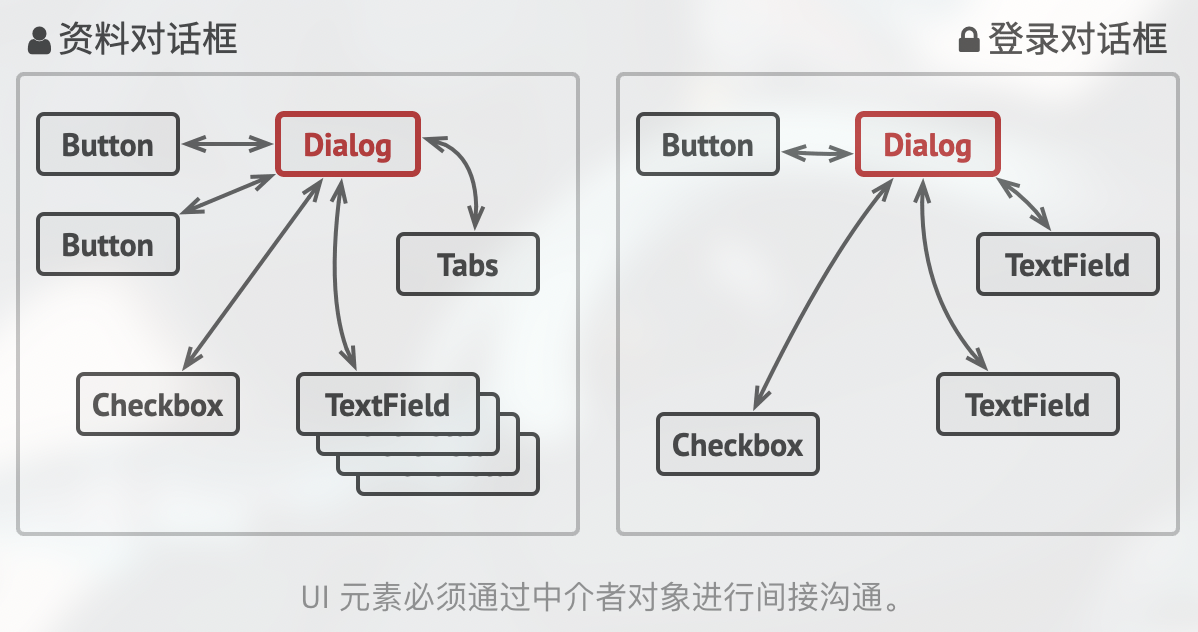 资料对话框
登录对话框
Button
Dialog
Button
Tabs
Checkbox
TextField
Button
Dialog
TextField
TextField
Checkbox
UI 元素必须通过中介者对象进行间接沟通。